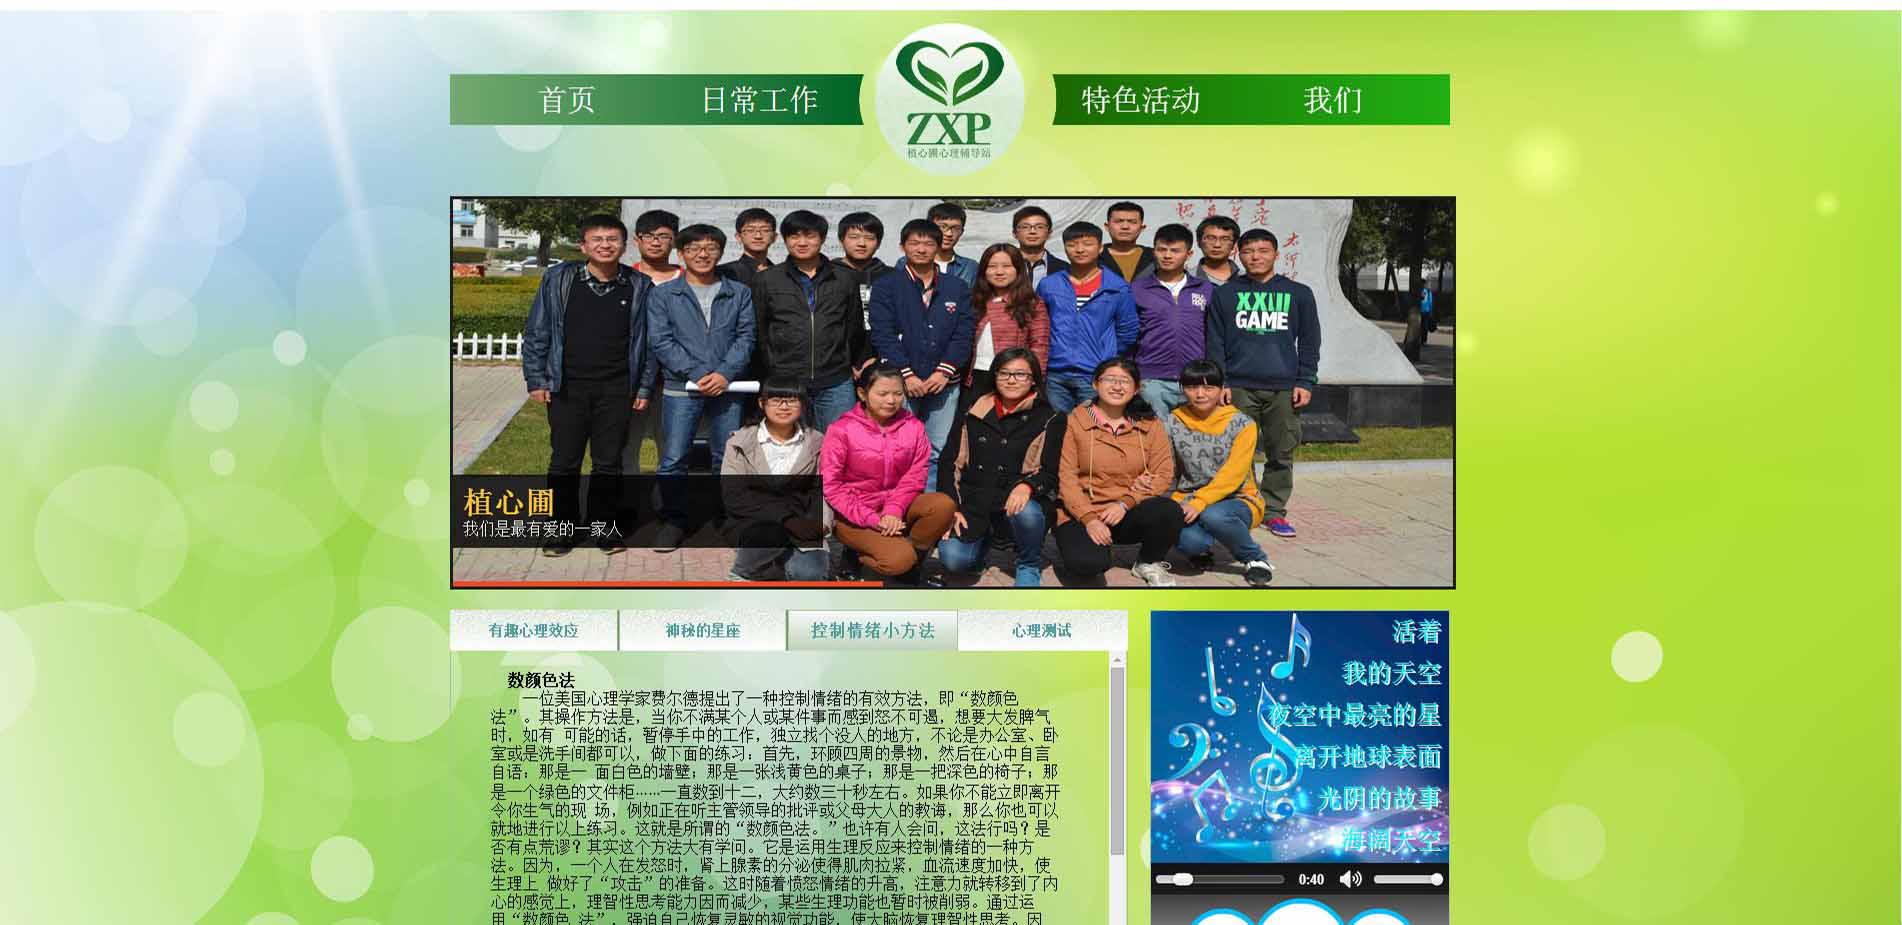 首页
日常工作
ZXP
植心圃心理辅导站
特色活动
我们
XXIII
GAME
植心圃
我们是最有爱的一家人
有趣心理效应
神秘的星座
控制情绪小方法
心理测试
数颜色法
一位美国心理学家费尔德提出了一种控制情绪的有效方法，即“数颜色
法”。其操作方法是，当你不满某个人或某件事而感到怒不可遏，想要大发脾气
时，如有 可能的话，暂停手中的工作，独立找个没人的地方，不论是办公室、卧
室或是洗手间都可以，做下面的练习：首先，环顾四周的景物，然后在心中自言
自语：那是一 面白色的墙壁；那是一张浅黄色的桌子；那是一把深色的椅子；那
是一个绿色的文件柜……一直数到十二，大约数三十秒左右。如果你不能立即离开
令你生气的现 场，例如正在听主管领导的批评或父母大人的教诲，那么你也可以
就地进行以上练习。这就是所谓的“数颜色法。”也许有人会问，这法行吗？是
否有点荒谬？其实这个方法大有学问。它是运用生理反应来控制情绪的一种方
法。因为，一个人在发怒时，肾上腺素的分泌使得肌肉拉紧，血流速度加快，使
生理上 做好了“攻击”的准备。这时随着愤怒情绪的升高，注意力就转移到了内
心的感觉上，理智性思考能力因而减少，某些生理功能也暂时被削弱。通过运
用“数颜色 法”，强迫自己恢复灵敏的视觉功能，使大脑恢复理智性思考。因
活着
我的天空
夜空中最亮的星
离开地球表面
光阴的故事
海阔天空
0:40